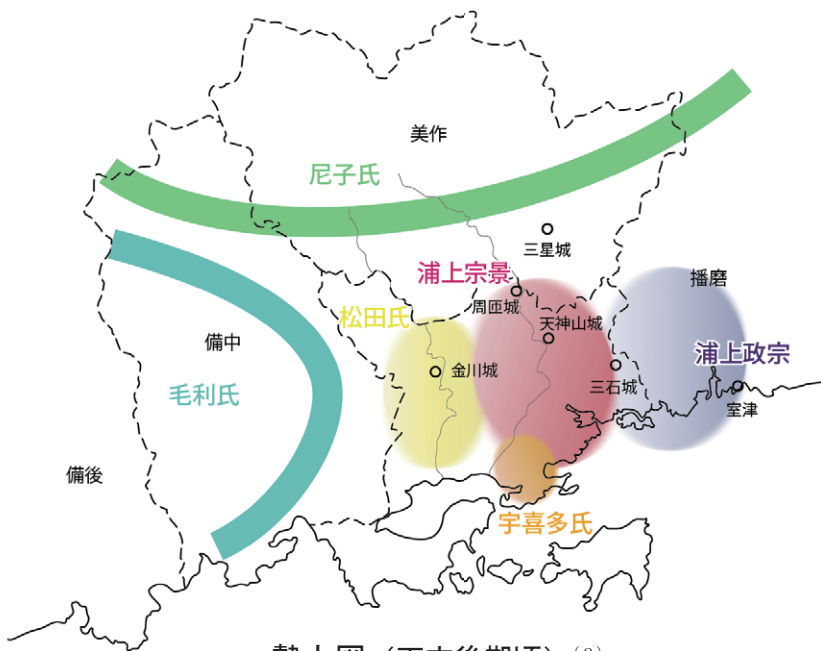 美作
尼子氏
三星城
浦上宗景
播磨
周匝城
松田氏
天神山城
備中
浦上政宗
金川城
三石城
毛利氏
室津
備後
宇喜多氏